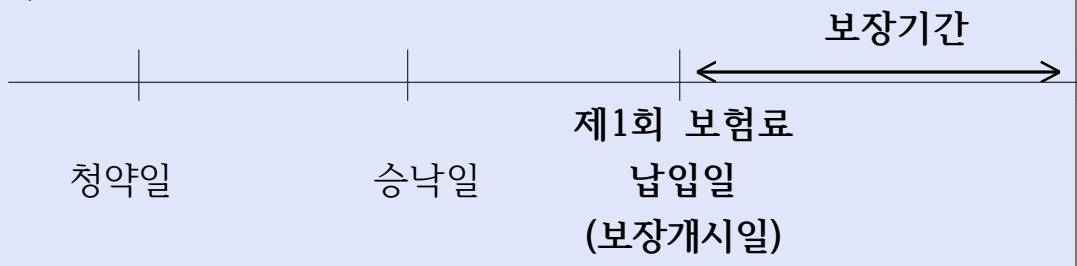 보장기간
청약일
승낙일
제1회 보험료
납입일
(보장개시일)